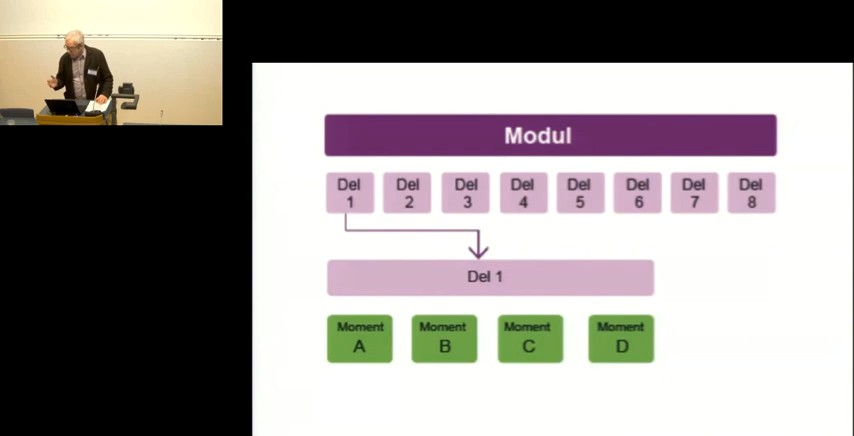 Modul
Del Del Del Del Del Del Del Del
1 2 3 4 5 6 7 8
Del 1
Moment Moment Moment Moment
A B C D